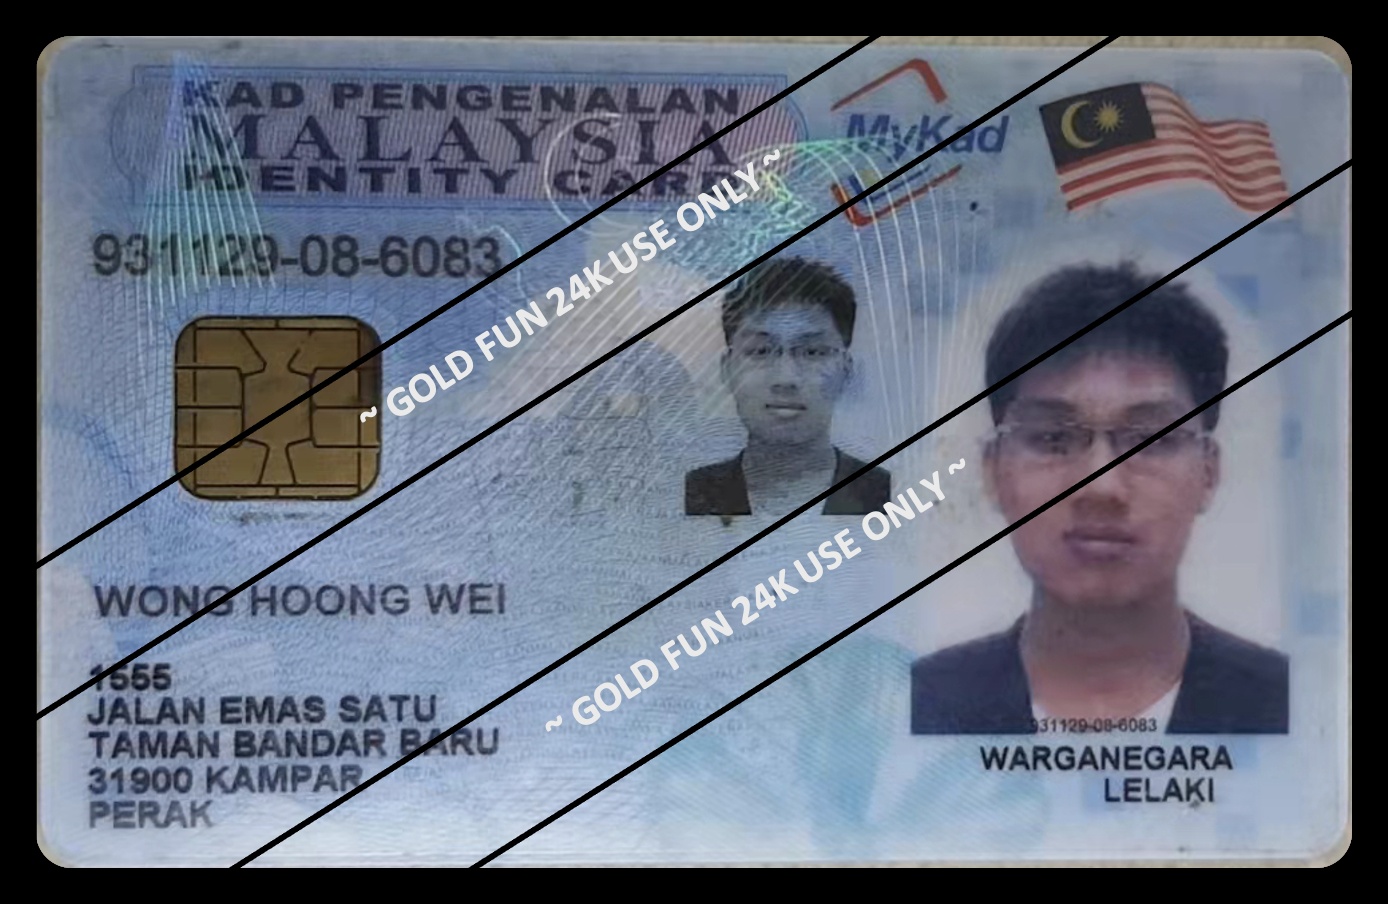 KAD PENGENALAN
MALAYSIA
IDENTITY CARD
MyKad
931129-08-6083
~ GOLD FUN 24K USE ONLY ~
WONG HOONG WEI
1555
JALAN EMAS SATU
TAMAN BANDAR BARU
31900 KAMPAR
PERAK
~ GOLD FUN 24K USE ONLY ~
931129-08-6083
WARGANEGARA
LELAKI